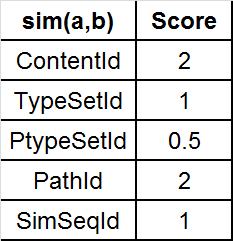 sim(a,b) Score
ContentId 2
TypeSetId 1
PtypeSetId 0.5
PathId 2
SimSeqId 1